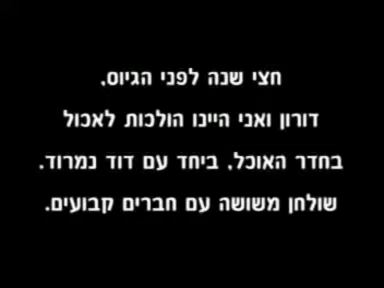 חצי שנה לפני הגיוס,
דורון ואני היינו הולכות לאכול
בחדר האוכל, ביחד עם דוד נמרוד.
שולחן משושה עם חברים קבועים.